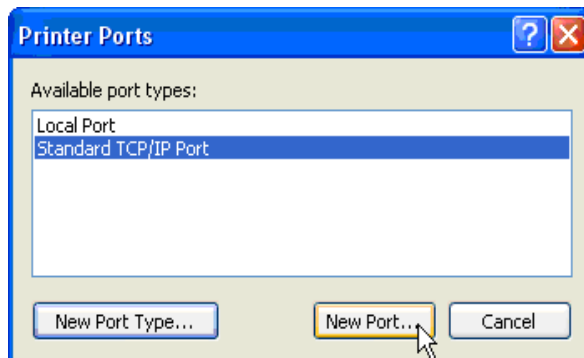 Printer Ports
Available port types:
Local Port
Standard TCP/IP Port
New Port Type...
New Port...
Cancel